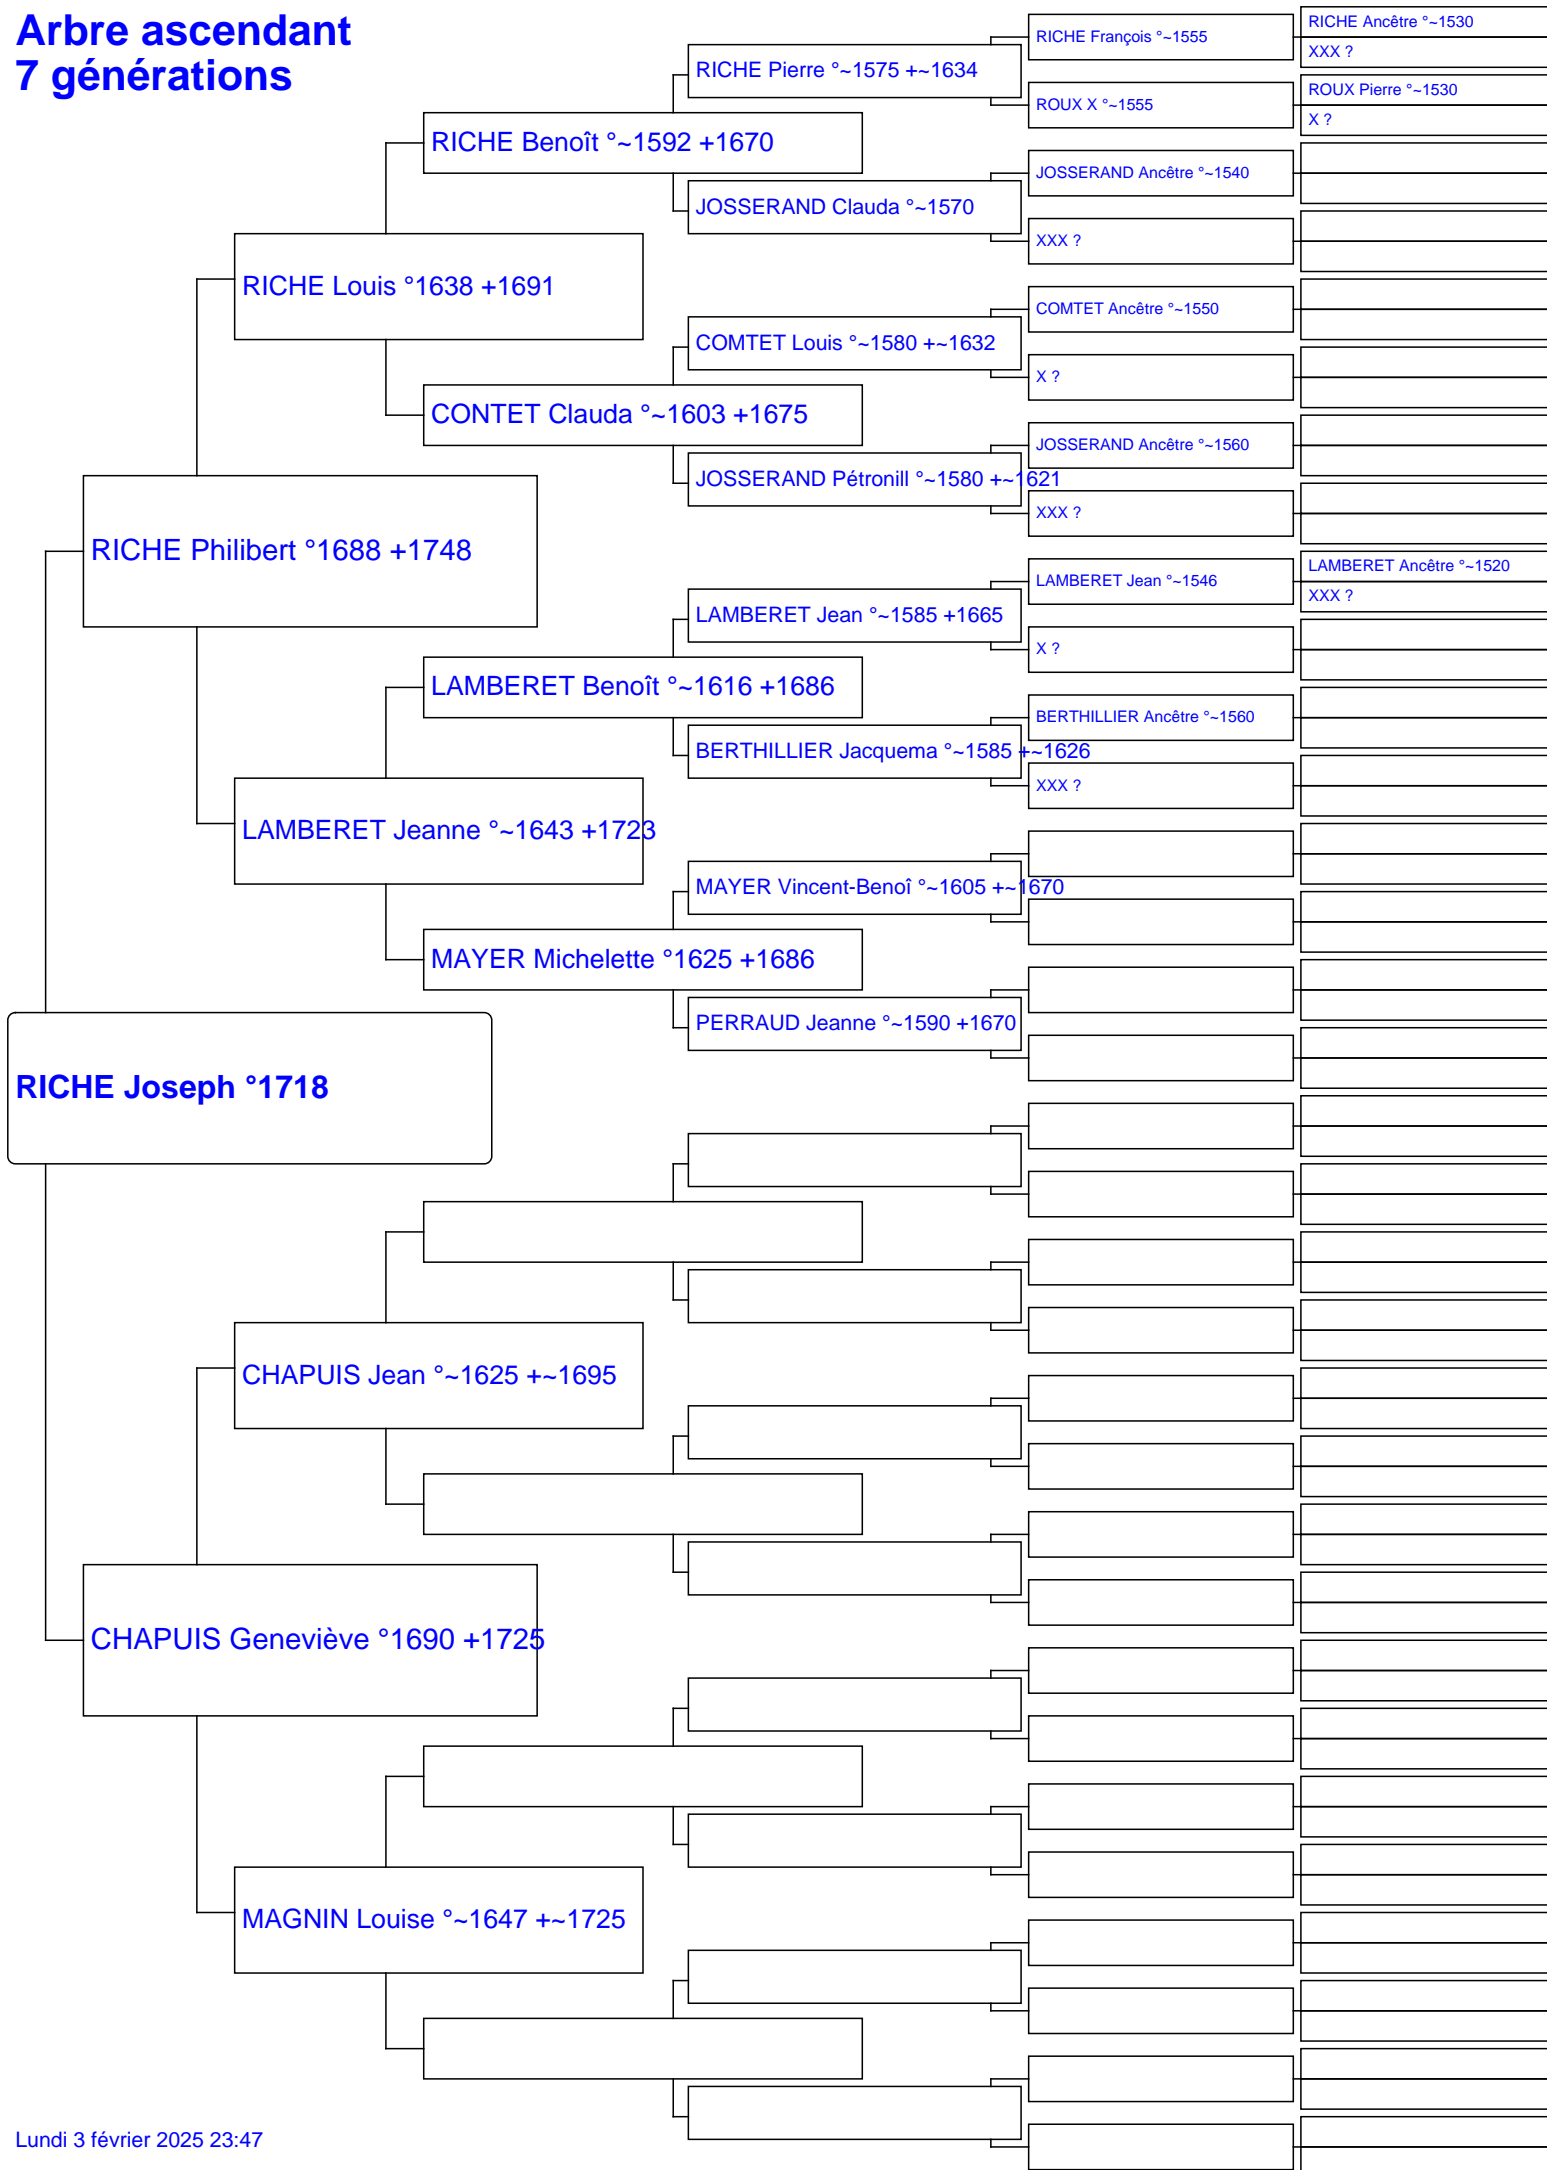 Arbre ascendant
7 générations
RICHE Ancêtre °~1530
RICHE François °~1555
XXX ?
RICHE Pierre °~1575 +~1634
ROUX Pierre °~1530
ROUX X °~1555
X ?
RICHE Benoît °~1592 +1670
JOSSERAND Ancêtre °~1540
JOSSERAND Clauda °~1570
XXX ?
RICHE Louis °1638 +1691
COMTET Ancêtre °~1550
COMTET Louis °~1580 +~1632
X ?
CONTET Clauda °~1603 +1675
JOSSERAND Ancêtre °~1560
JOSSERAND Pétronill °~1580 +~1621
XXX ?
RICHE Philibert °1688 +1748
LAMBERET Ancêtre °~1520
LAMBERET Jean °~1546
XXX ?
LAMBERET Jean °~1585 +1665
X ?
LAMBERET Benoît °~1616 +1686
BERTHILLIER Ancêtre °~1560
BERTHILLIER Jacquema °~1585 +~1626
XXX ?
LAMBERET Jeanne °~1643 +1723
MAYER Vincent-Benoî °~1605 +~1670
MAYER Michelette °1625 +1686
PERRAUD Jeanne °~1590 +1670
RICHE Joseph °1718
CHAPUIS Jean °~1625 +~1695
CHAPUIS Geneviève °1690 +1725
MAGNIN Louise °~1647 +~1725
Lundi 3 février 2025 23:47